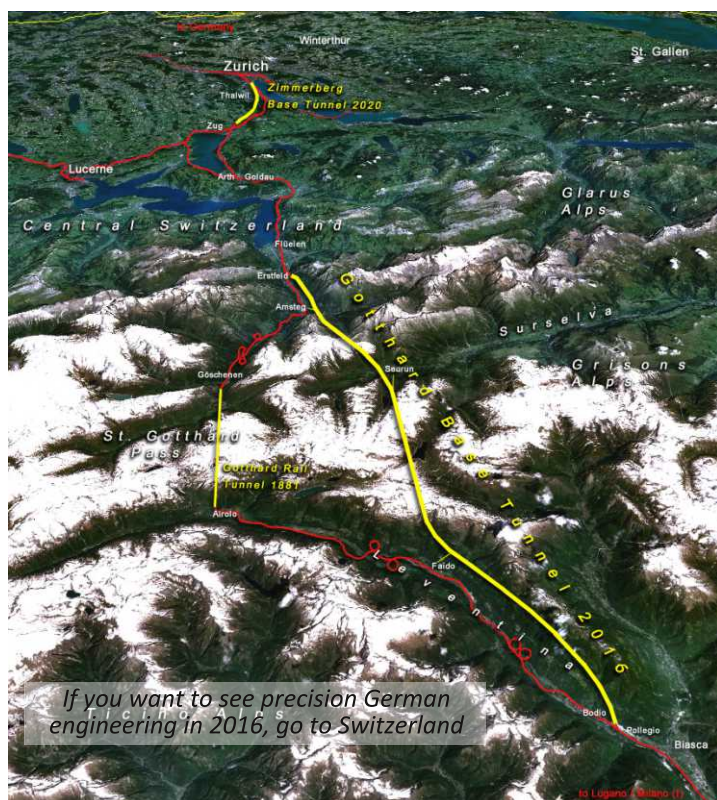 to Germany
Winterthur
St. Gallen
Zürich
Thalwil
Zimmerberg
Base Tunnel 2020
Zug
Lucerne
Arth - Goldau
Glarus
Alps
Central Switzerland
Flüelen
Erstfeld
Gotthard Base Tunnel 2016
Amsteg
Surselva
Sedrun
Grisons
Alps
Göschenen
St. Gotthard
Pass
Gotthard Rail
Tunnel 1881
Airolo
Faido
Leventina
If you want to see precision German
engineering in 2016, go to Switzerland
Ticino Alps
Bodio
Pollegio
Biasca
to Lugano - Milano (I)